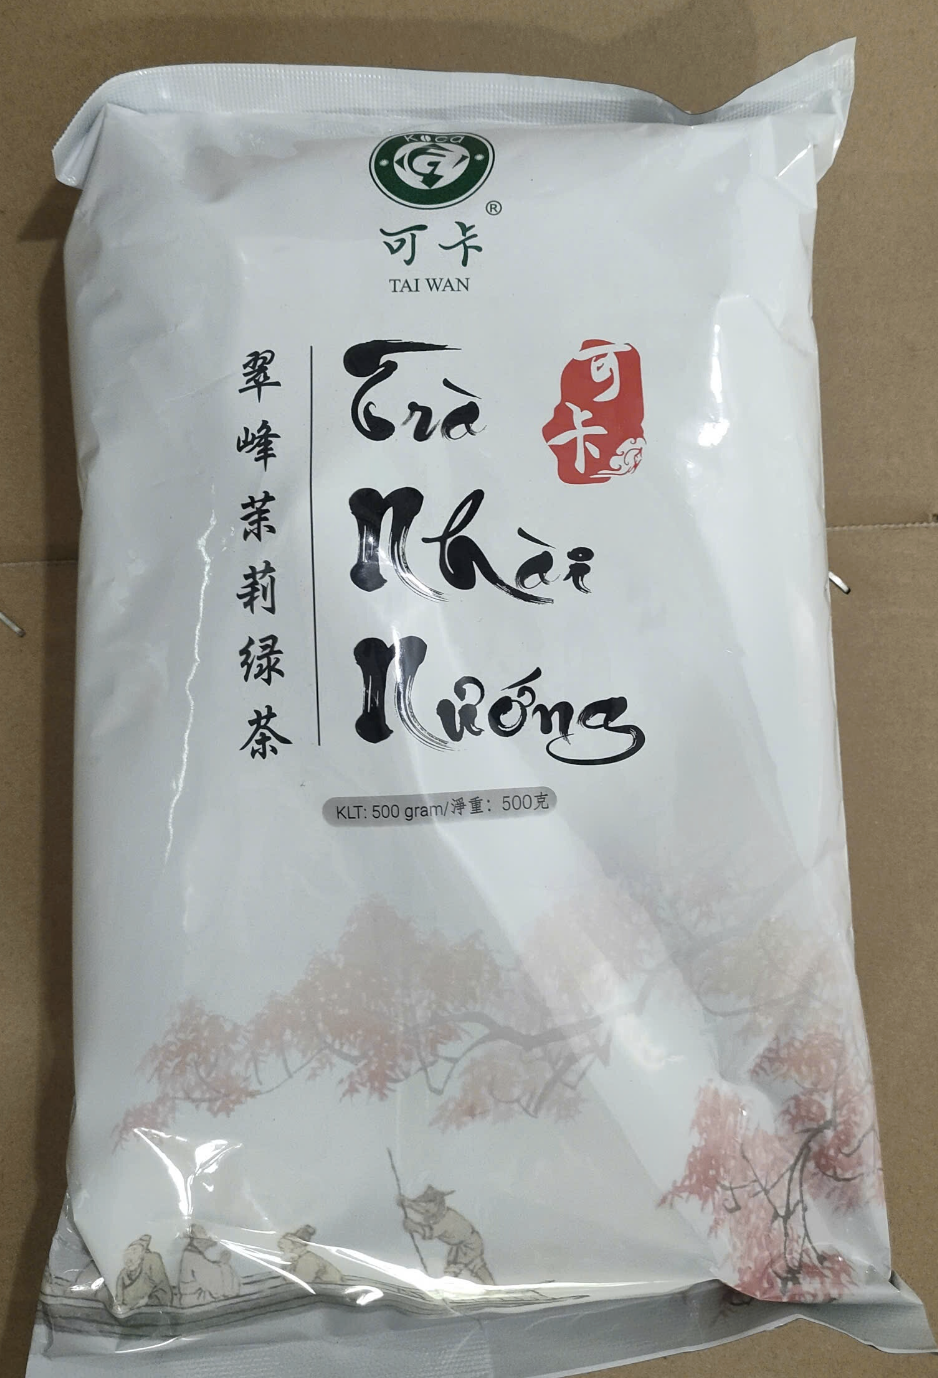 Koca
®
可卡
TAI WAN
翠峰茉莉绿茶
Trà
Nhài
Nướng
可卡
KLT: 500 gram/淨重：500克